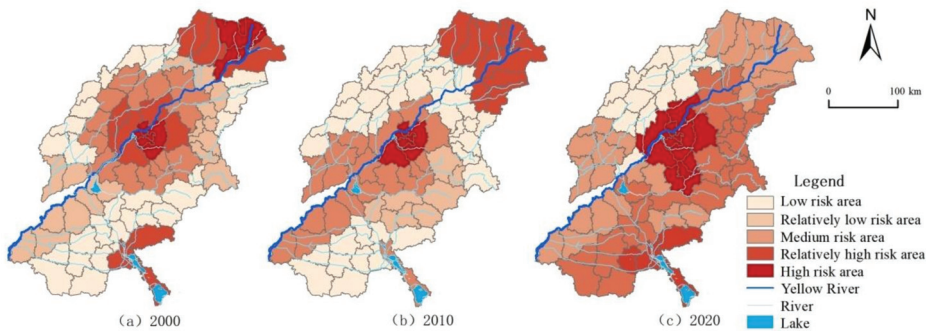 N
0
100 km
Legend
Low risk area
Relatively low risk area
Medium risk area
Relatively high risk area
High risk area
Yellow River
River
Lake
(a) 2000
(b) 2010
(c) 2020